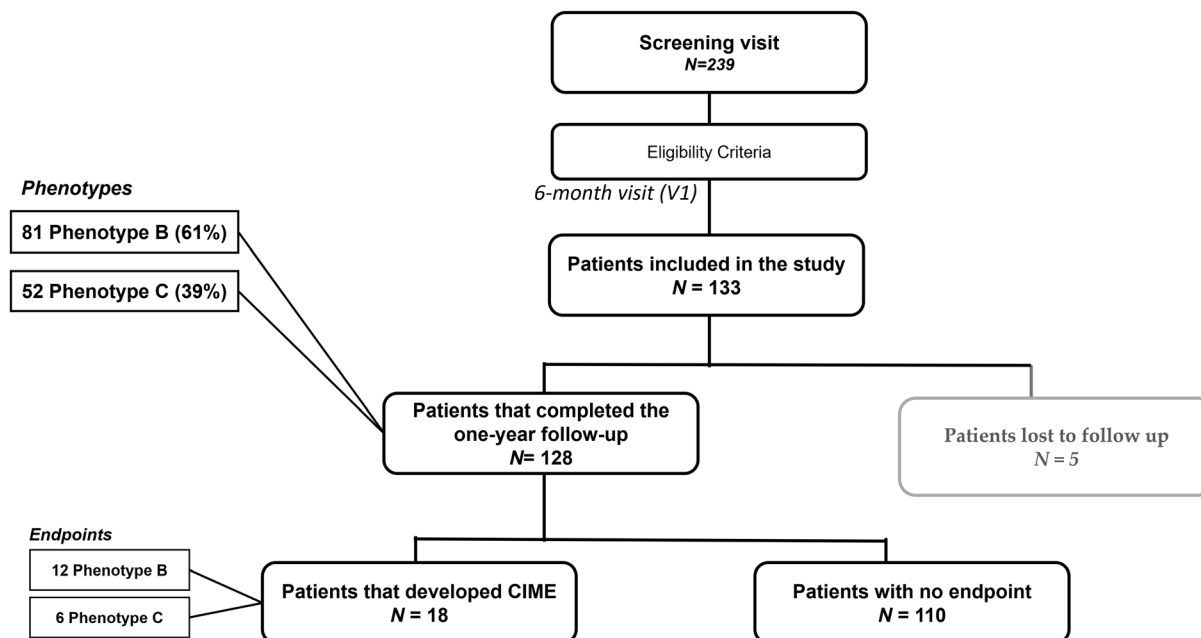 Screening visit
N=239
Eligibility Criteria
6-month visit (V1)
Phenotypes
81 Phenotype B (61%)
52 Phenotype C (39%)
Patients included in the study
N = 133
Patients that completed the
one-year follow-up
N= 128
Patients lost to follow up
N = 5
Endpoints
12 Phenotype B
6 Phenotype C
Patients that developed CIME
N = 18
Patients with no endpoint
N = 110